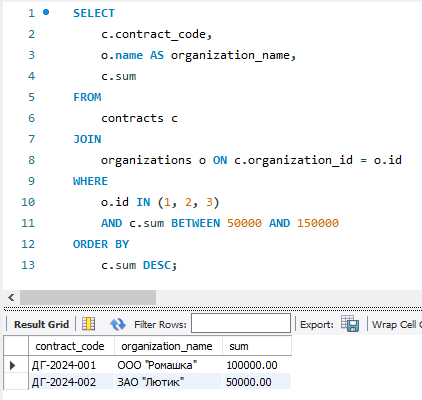 1 SELECT
2 c.contract_code,
3 o.name AS organization_name,
4 c.sum
5 FROM
6 contracts c
7 JOIN
8 organizations o ON c.organization_id = o.id
9 WHERE
10 o.id IN (1, 2, 3)
11 AND c.sum BETWEEN 50000 AND 150000
12 ORDER BY
13 c.sum DESC;
Result Grid Filter Rows: Export: Wrap Cell
contract_code organization_name sum
ДГ-2024-001 ООО "Ромашка" 100000.00
ДГ-2024-002 ЗАО "Лютик" 50000.00